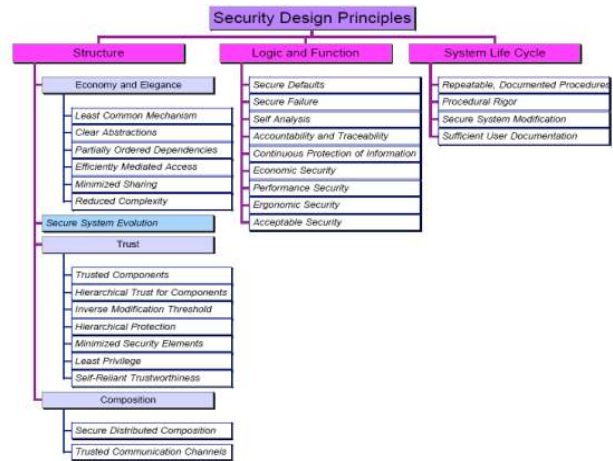 Security Design Principles
Structure
Economy and Elegance
Least Common Mechanism
Clear Abstractions
Partially Ordered Dependencies
Efficiently Mediated Access
Minimized Sharing
Reduced Complexity
Secure System Evolution
Trust
Trusted Components
Hierarchical Trust for Components
Inverse Modification Threshold
Hierarchical Protection
Minimized Security Elements
Least Privilege
Self-Reliant Trustworthiness
Composition
Secure Distributed Composition
Trusted Communication Channels
Logic and Function
Secure Defaults
Secure Failure
Self Analysis
Accountability and Traceability
Continuous Protection of Information
Economic Security
Performance Security
Ergonomic Security
Acceptable Security
System Life Cycle
Repeatable, Documented Procedures
Procedural Rigor
Secure System Modification
Sufficient User Documentation